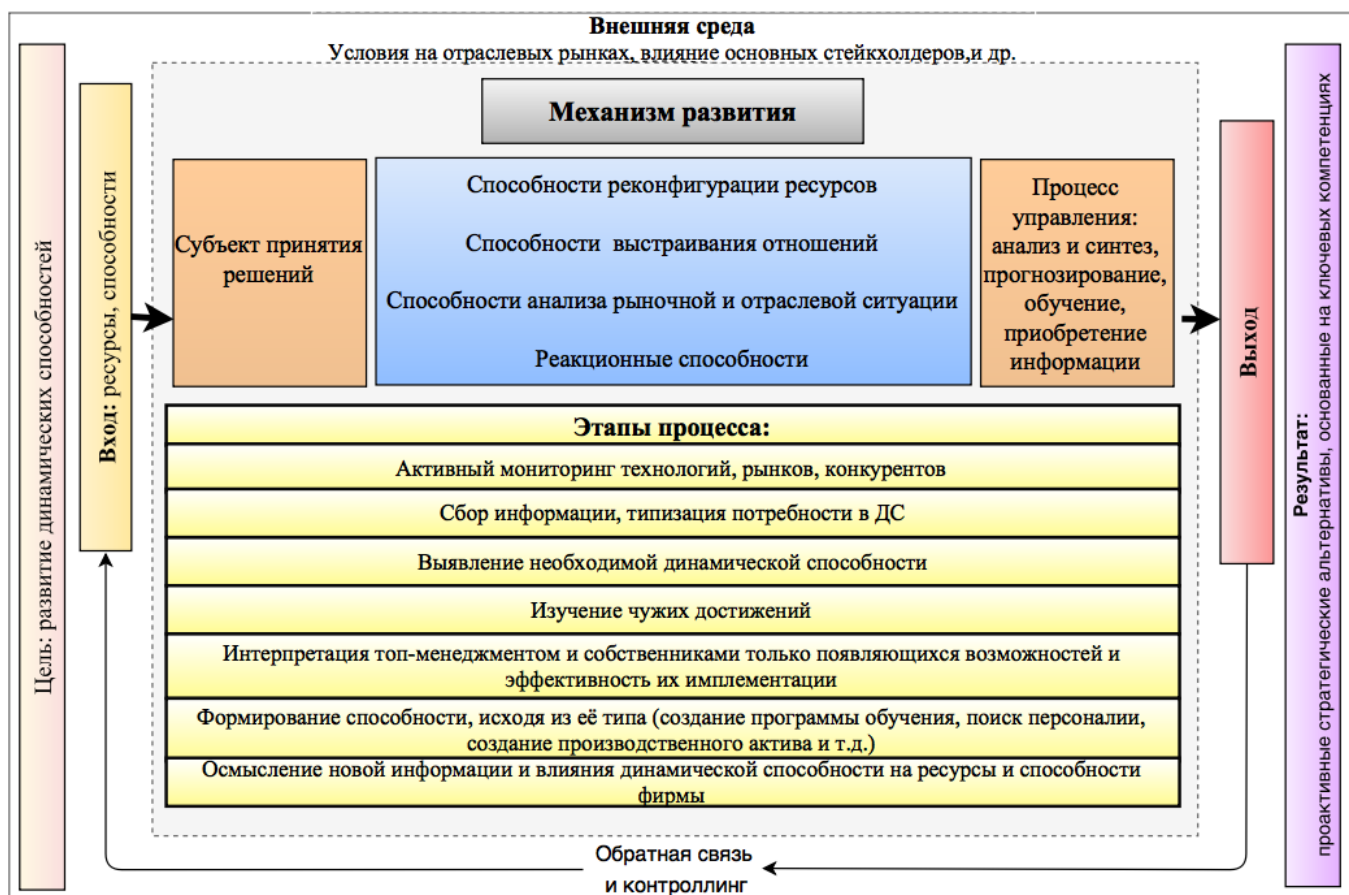 Внешняя среда
Условия на отраслевых рынках, влияние основных стейкхолдеров,и др.
Цель: развитие динамических способностей
Вход: ресурсы, способности
Механизм развития
Субъект принятия
решений
Способности реконфигурации ресурсов
Способности выстраивания отношений
Способности анализа рыночной и отраслевой ситуации
Реакционные способности
Процесс
управления:
анализ и синтез,
прогнозирование,
обучение,
приобретение
информации
Этапы процесса:
Активный мониторинг технологий, рынков, конкурентов
Сбор информации, типизация потребности в ДС
Выявление необходимой динамической способности
Изучение чужих достижений
Интерпретация топ-менеджментом и собственниками только появляющихся возможностей и
эффективность их имплементации
Формирование способности, исходя из её типа (создание программы обучения, поиск персоналии,
создание производственного актива и т.д.)
Осмысление новой информации и влияния динамической способности на ресурсы и способности
фирмы
Выход
Результат:
проактивные стратегические альтернативы, основанные на ключевых компетенциях
Обратная связь
и контроллинг